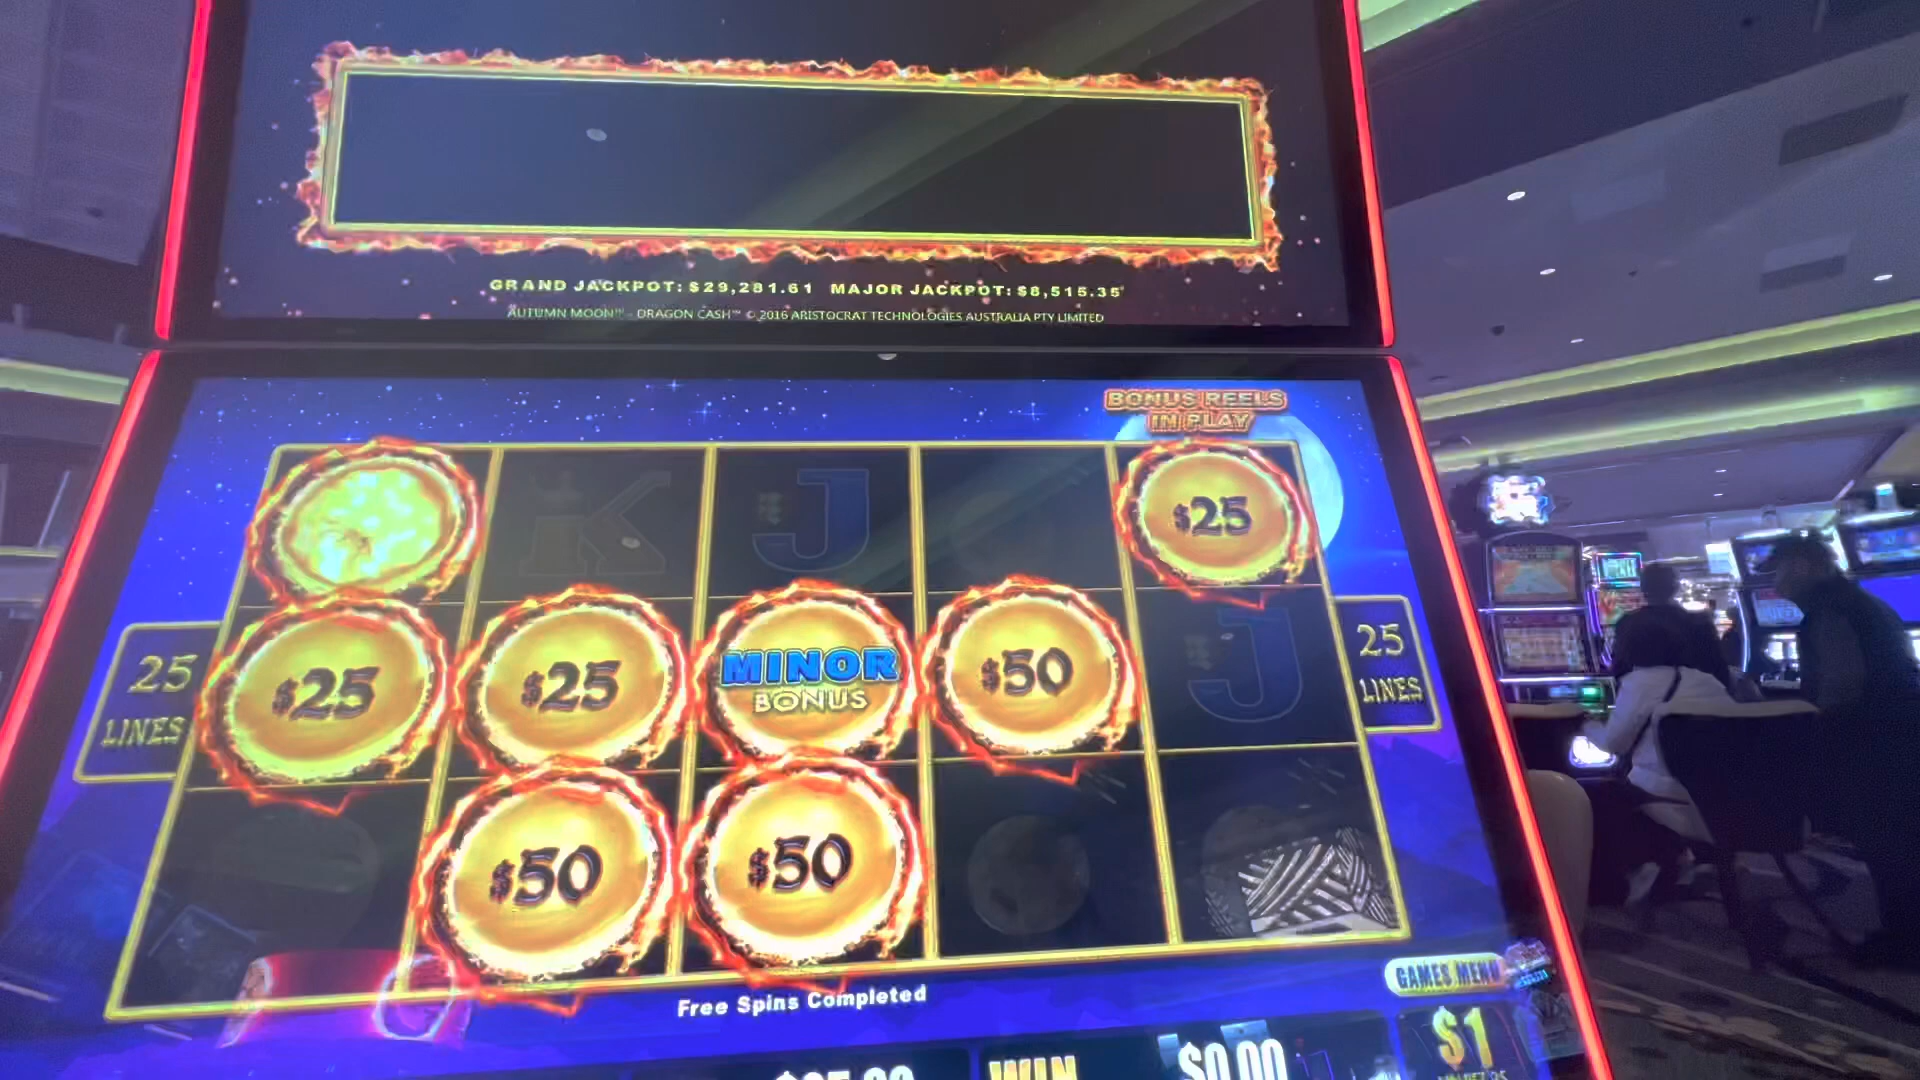 GRAND JACKPOT: $29,281.61 MAJOR JACKPOT: $8,515.35
AUTUMN MOON™ - DRAGON CASH™ © 2016 ARISTOCRAT TECHNOLOGIES AUSTRALIA PTY LIMITED
BONUS REELS
IN PLAY
K
J
$25
25
LINES
$25
$25
MINOR
BONUS
$50
J
25
LINES
$50
$50
Free Spins Completed
GAMES MENU
WIN
$0.00
$1